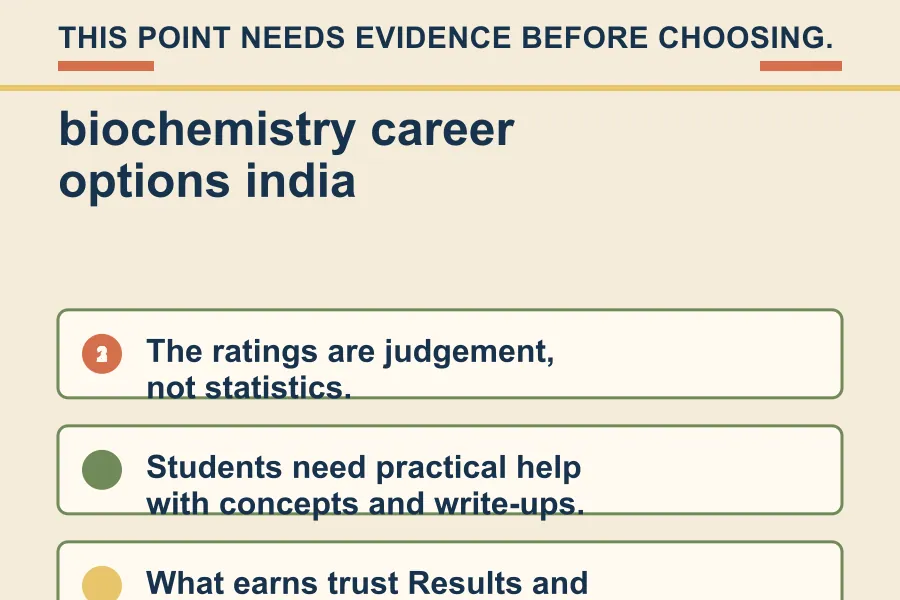 THIS POINT NEEDS EVIDENCE BEFORE CHOOSING.
biochemistry career
options india
The ratings are judgement,
not statistics.
Students need practical help
with concepts and write-ups.
What earns trust Results and